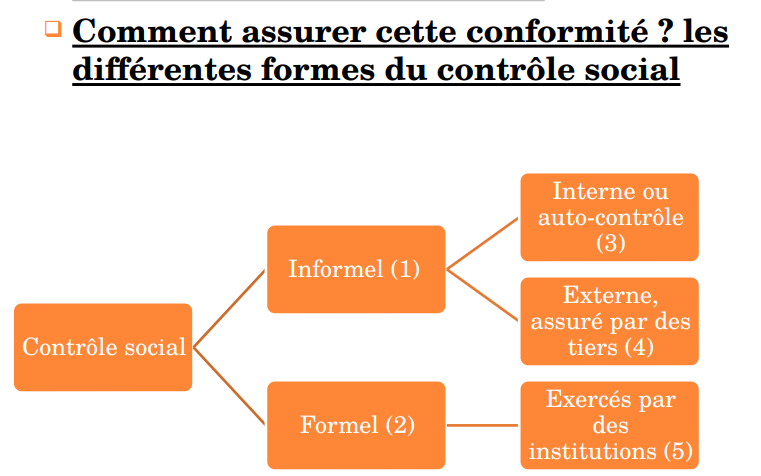 Comment assurer cette conformité ? les
différentes formes du contrôle social
Interne ou
auto-contrôle
(3)
Informel (1)
Externe,
assuré par des
tiers (4)
Contrôle social
Exercés par
des
institutions (5)
Formel (2)